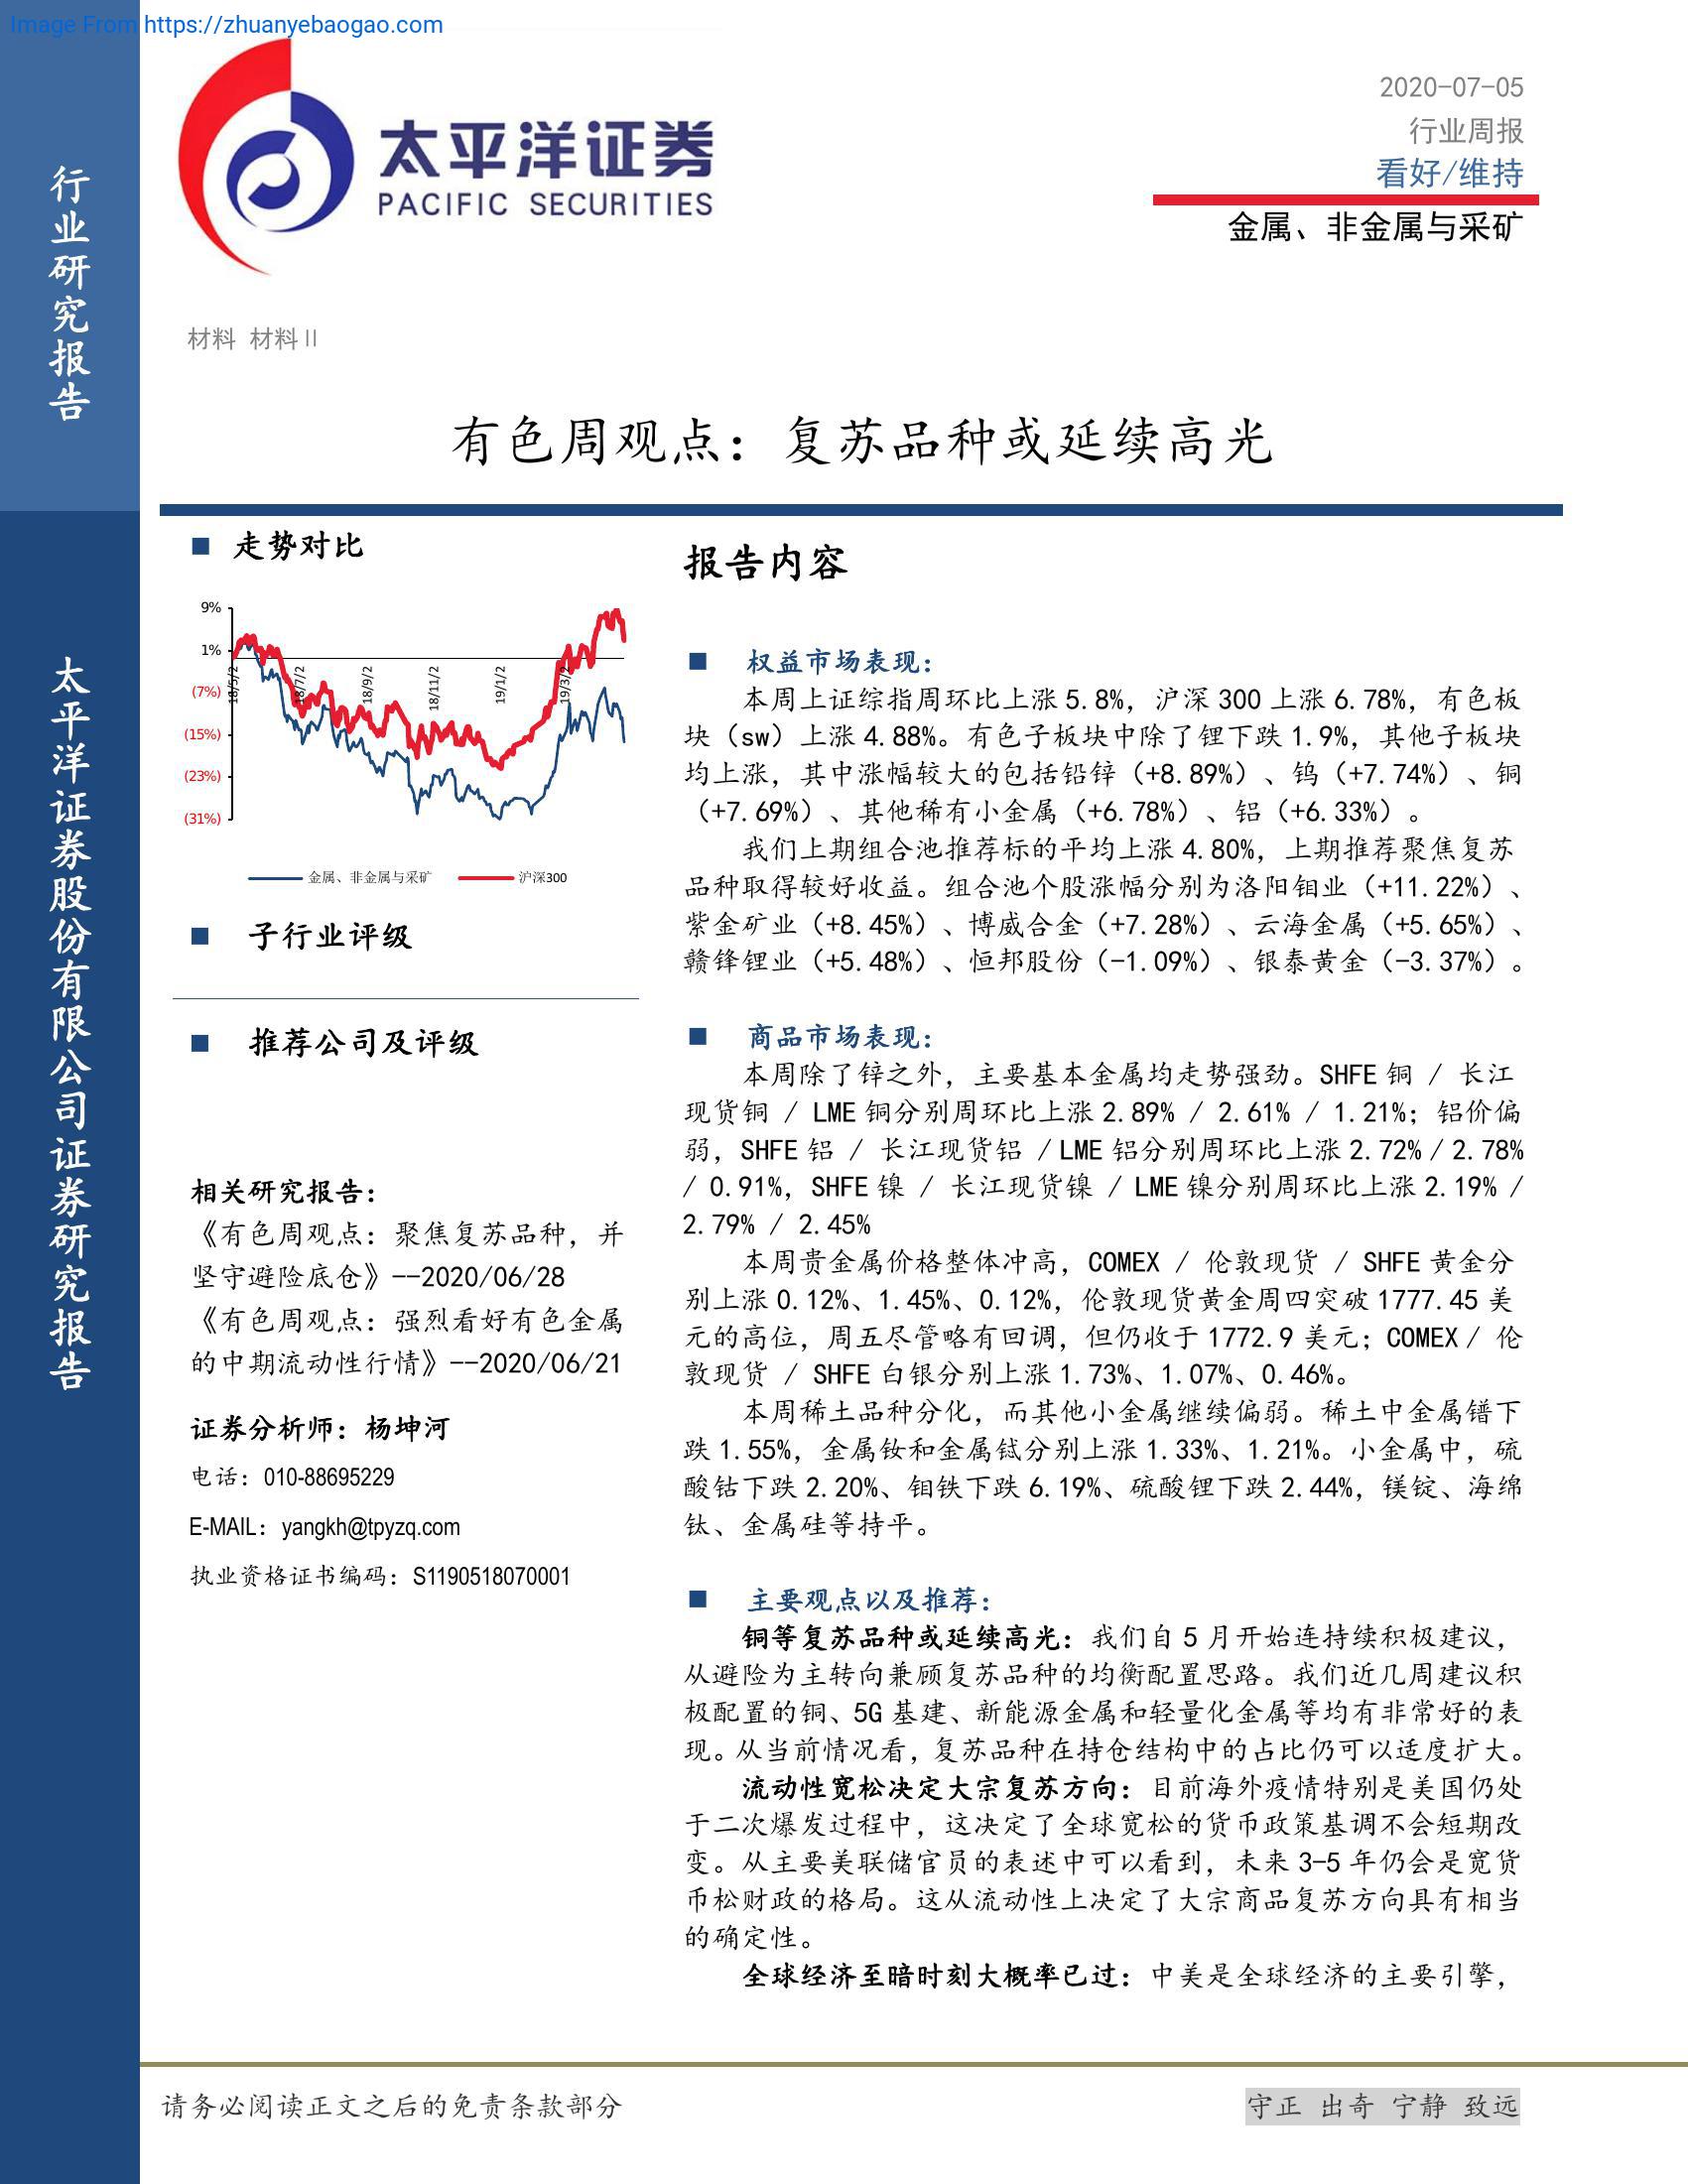 Image From https://zhuanyebaogao.com
行业研究报告
太平洋证券股份有限公司证券研究报告
太平洋证券
PACIFIC SECURITIES
2020-07-05
行业周报
看好/维持
金属、非金属与采矿
材料 材料II
有色周观点：复苏品种或延续高光
■ 走势对比
9%
1%
(7%)
(15%)
(23%)
(31%)
18/5/2
18/7/2
18/9/2
18/11/2
19/1/2
19/3/2
金属、非金属与采矿 沪深300
■ 子行业评级
■ 推荐公司及评级
相关研究报告：
《有色周观点：聚焦复苏品种，并
坚守避险底仓》--2020/06/28
《有色周观点：强烈看好有色金属
的中期流动性行情》--2020/06/21
证券分析师：杨坤河
电话：010-88695229
E-MAIL：yangkh@tpyzq.com
执业资格证书编码：S1190518070001
报告内容
■ 权益市场表现：
本周上证综指周环比上涨 5.8%，沪深 300 上涨 6.78%，有色板
块（sw）上涨 4.88%。有色子板块中除了锂下跌 1.9%，其他子板块
均上涨，其中涨幅较大的包括铅锌（+8.89%）、钨（+7.74%）、铜
（+7.69%）、其他稀有小金属（+6.78%）、铝（+6.33%）。
我们上期组合池推荐标的平均上涨 4.80%，上期推荐聚焦复苏
品种取得较好收益。组合池个股涨幅分别为洛阳钼业（+11.22%）、
紫金矿业（+8.45%）、博威合金（+7.28%）、云海金属（+5.65%）、
赣锋锂业（+5.48%）、恒邦股份（-1.09%）、银泰黄金（-3.37%）。
■ 商品市场表现：
本周除了锌之外，主要基本金属均走势强劲。SHFE 铜 / 长江
现货铜 / LME 铜分别周环比上涨 2.89% / 2.61% / 1.21%；铝价偏
弱，SHFE 铝 / 长江现货铝 /LME 铝分别周环比上涨 2.72% / 2.78%
/ 0.91%，SHFE 镍 / 长江现货镍 / LME 镍分别周环比上涨 2.19% /
2.79% / 2.45%
本周贵金属价格整体冲高，COMEX / 伦敦现货 / SHFE 黄金分
别上涨 0.12%、1.45%、0.12%，伦敦现货黄金周四突破 1777.45 美
元的高位，周五尽管略有回调，但仍收于 1772.9 美元；COMEX / 伦
敦现货 / SHFE 白银分别上涨 1.73%、1.07%、0.46%。
本周稀土品种分化，而其他小金属继续偏弱。稀土中金属镨下
跌 1.55%，金属钕和金属铽分别上涨 1.33%、1.21%。小金属中，硫
酸钴下跌 2.20%、钼铁下跌 6.19%、硫酸锂下跌 2.44%，镁锭、海绵
钛、金属硅等持平。
■ 主要观点以及推荐：
铜等复苏品种或延续高光：我们自 5 月开始连持续积极建议，
从避险为主转向兼顾复苏品种的均衡配置思路。我们近几周建议积
极配置的铜、5G 基建、新能源金属和轻量化金属等均有非常好的表
现。从当前情况看，复苏品种在持仓结构中的占比仍可以适度扩大。
流动性宽松决定大宗复苏方向：目前海外疫情特别是美国仍处
于二次爆发过程中，这决定了全球宽松的货币政策基调不会短期改
变。从主要美联储官员的表述中可以看到，未来 3-5 年仍会是宽货
币松财政的格局。这从流动性上决定了大宗商品复苏方向具有相当
的确定性。
全球经济至暗时刻大概率已过：中美是全球经济的主要引擎，
请务必阅读正文之后的免责条款部分
守正 出奇 宁静 致远